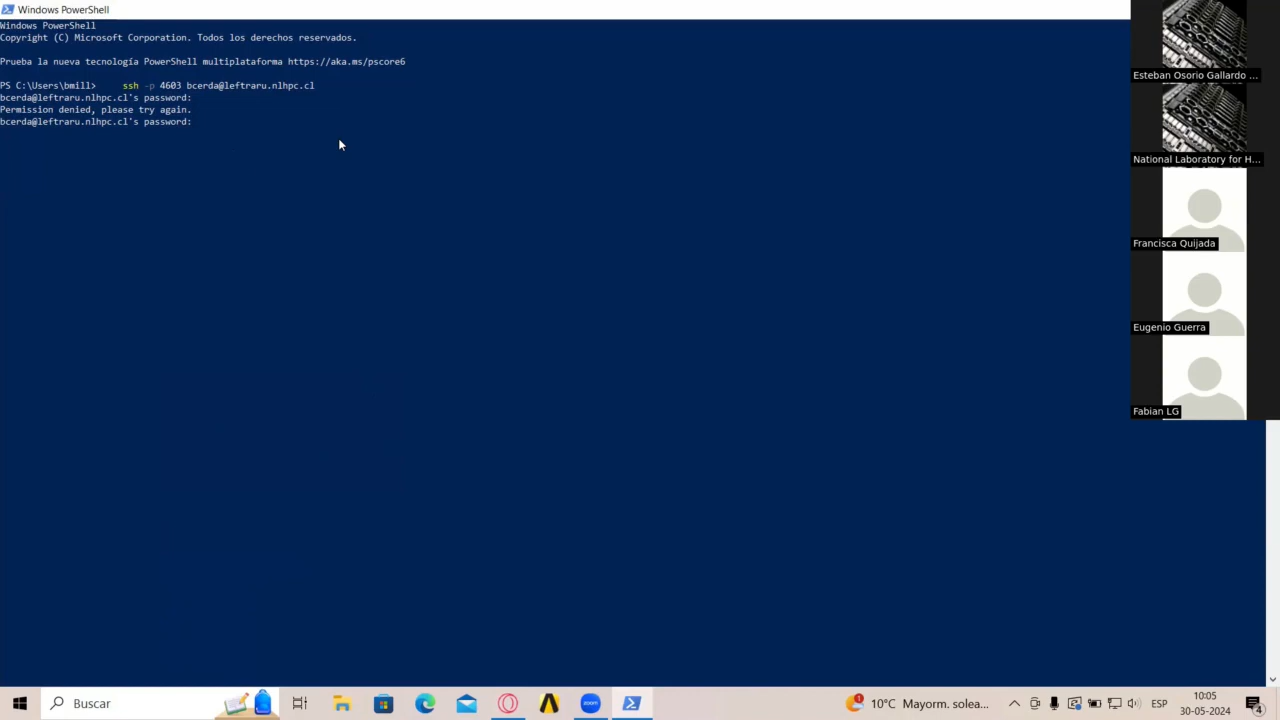 Windows PowerShell
Windows PowerShell
Copyright (C) Microsoft Corporation. Todos los derechos reservados.
Prueba la nueva tecnología PowerShell multiplataforma https://aka.ms/pscore6
PS C:\Users\bmill> ssh -p 4603 bcerda@leftraru.nlhpc.cl
bcerda@leftraru.nlhpc.cl's password:
Permission denied, please try again.
bcerda@leftraru.nlhpc.cl's password:
Esteban Osorio Gallardo ...
National Laboratory for H...
Francisca Quijada
Eugenio Guerra
Fabian LG
Buscar
zoom
10°C Mayorm. solea...
ESP
10:05
30-05-2024
4